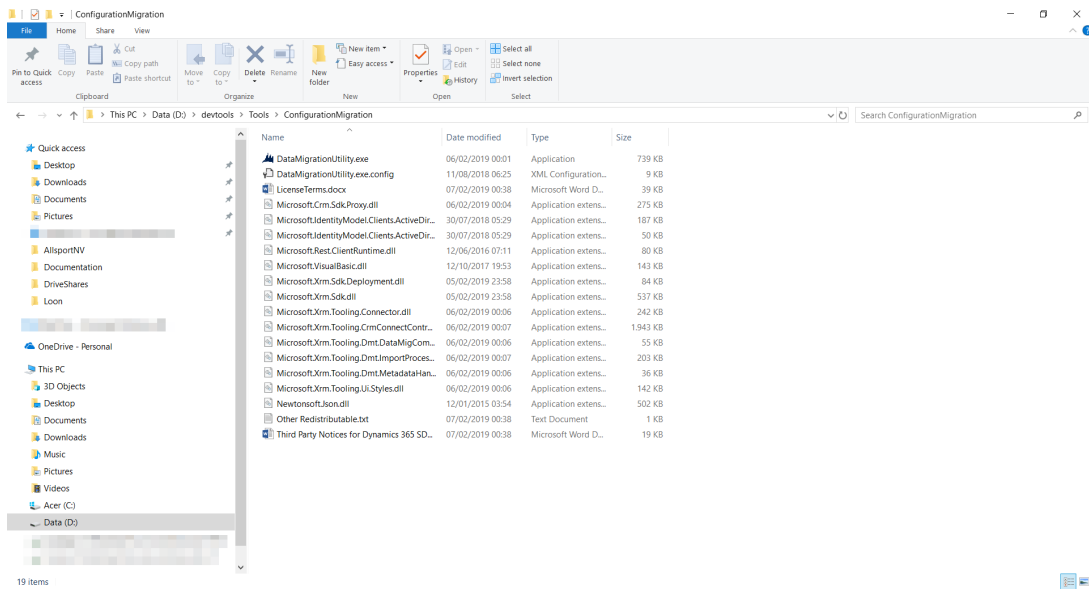 ConfigurationMigration
File Home Share View
Pin to Quick access
Copy
Paste
Cut
Copy path
Paste shortcut
Move to
Copy to
Delete
Rename
New folder
New item
Easy access
Properties
Open
Edit
History
Select all
Select none
Invert selection
Clipboard Organize New Open Select
This PC > Data (D:) > devtools > Tools > ConfigurationMigration
Search ConfigurationMigration
Quick access
Desktop
Downloads
Documents
Pictures
AllsportNV
Documentation
DriveShares
Loon
OneDrive - Personal
This PC
3D Objects
Desktop
Documents
Downloads
Music
Pictures
Videos
Acer (C:)
Data (D:)
Name Date modified Type Size
DataMigrationUtility.exe 06/02/2019 00:01 Application 739 KB
DataMigrationUtility.exe.config 11/08/2018 06:25 XML Configuration... 9 KB
LicenseTerms.docx 07/02/2019 00:38 Microsoft Word D... 39 KB
Microsoft.Crm.Sdk.Proxy.dll 06/02/2019 00:04 Application extens... 275 KB
Microsoft.IdentityModel.Clients.ActiveDir... 30/07/2018 05:29 Application extens... 187 KB
Microsoft.IdentityModel.Clients.ActiveDir... 30/07/2018 05:29 Application extens... 50 KB
Microsoft.Rest.ClientRuntime.dll 12/06/2016 07:11 Application extens... 80 KB
Microsoft.VisualBasic.dll 12/10/2017 19:53 Application extens... 143 KB
Microsoft.Xrm.Sdk.Deployment.dll 05/02/2019 23:58 Application extens... 84 KB
Microsoft.Xrm.Sdk.dll 05/02/2019 23:58 Application extens... 537 KB
Microsoft.Xrm.Tooling.Connector.dll 06/02/2019 00:06 Application extens... 242 KB
Microsoft.Xrm.Tooling.CrmConnectContr... 06/02/2019 00:07 Application extens... 1.943 KB
Microsoft.Xrm.Tooling.Dmt.DataMigCom... 06/02/2019 00:06 Application extens... 55 KB
Microsoft.Xrm.Tooling.Dmt.ImportProces... 06/02/2019 00:07 Application extens... 203 KB
Microsoft.Xrm.Tooling.Dmt.MetadataHan... 06/02/2019 00:06 Application extens... 36 KB
Microsoft.Xrm.Tooling.Ui.Styles.dll 06/02/2019 00:06 Application extens... 142 KB
Newtonsoft.Json.dll 12/01/2015 03:54 Application extens... 502 KB
Other Redistributable.txt 07/02/2019 00:38 Text Document 1 KB
Third Party Notices for Dynamics 365 SD... 07/02/2019 00:38 Microsoft Word D... 19 KB
19 items